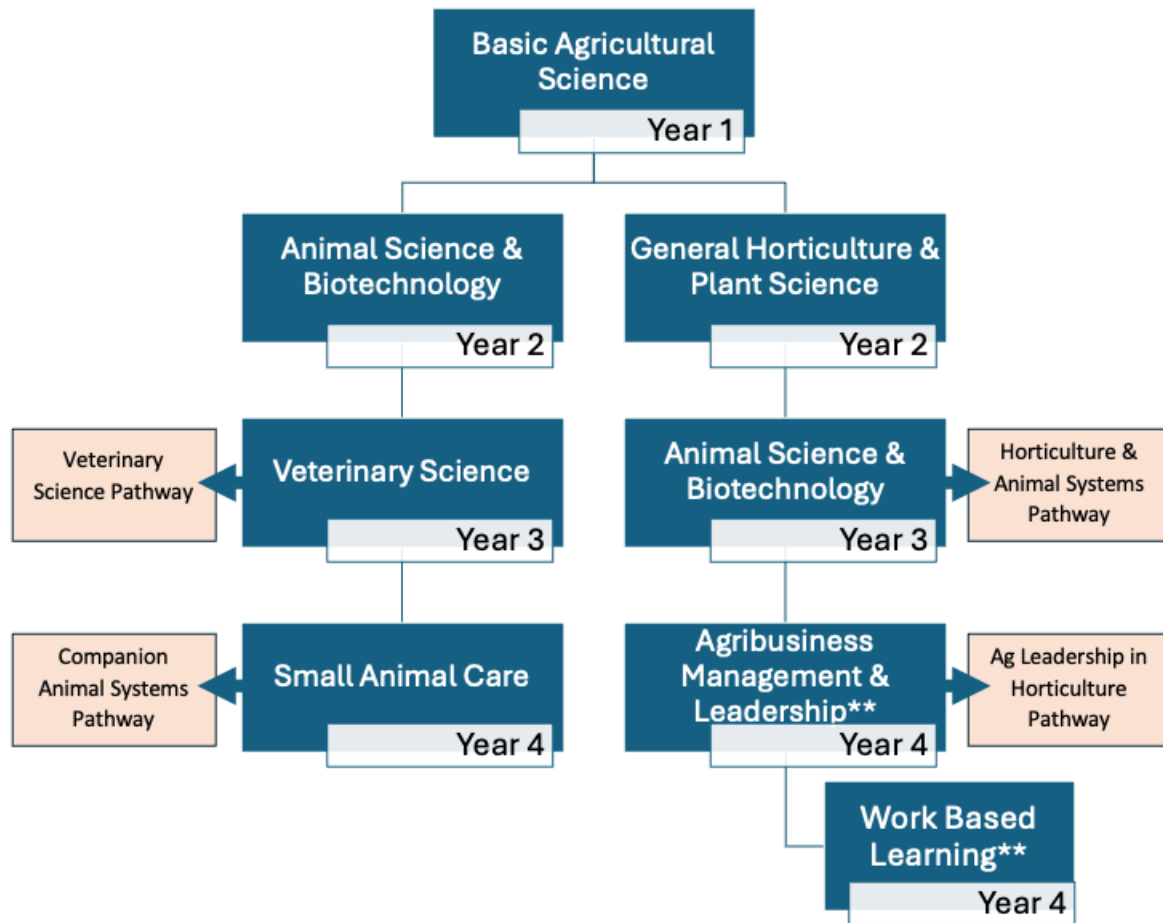 Basic Agricultural
Science
Year 1
Animal Science &
Biotechnology
Year 2
General Horticulture &
Plant Science
Year 2
Veterinary
Science Pathway
Veterinary Science
Year 3
Animal Science &
Biotechnology
Year 3
Horticulture &
Animal Systems
Pathway
Companion
Animal Systems
Pathway
Small Animal Care
Year 4
Agribusiness
Management &
Leadership**
Year 4
Ag Leadership in
Horticulture
Pathway
Work Based
Learning**
Year 4